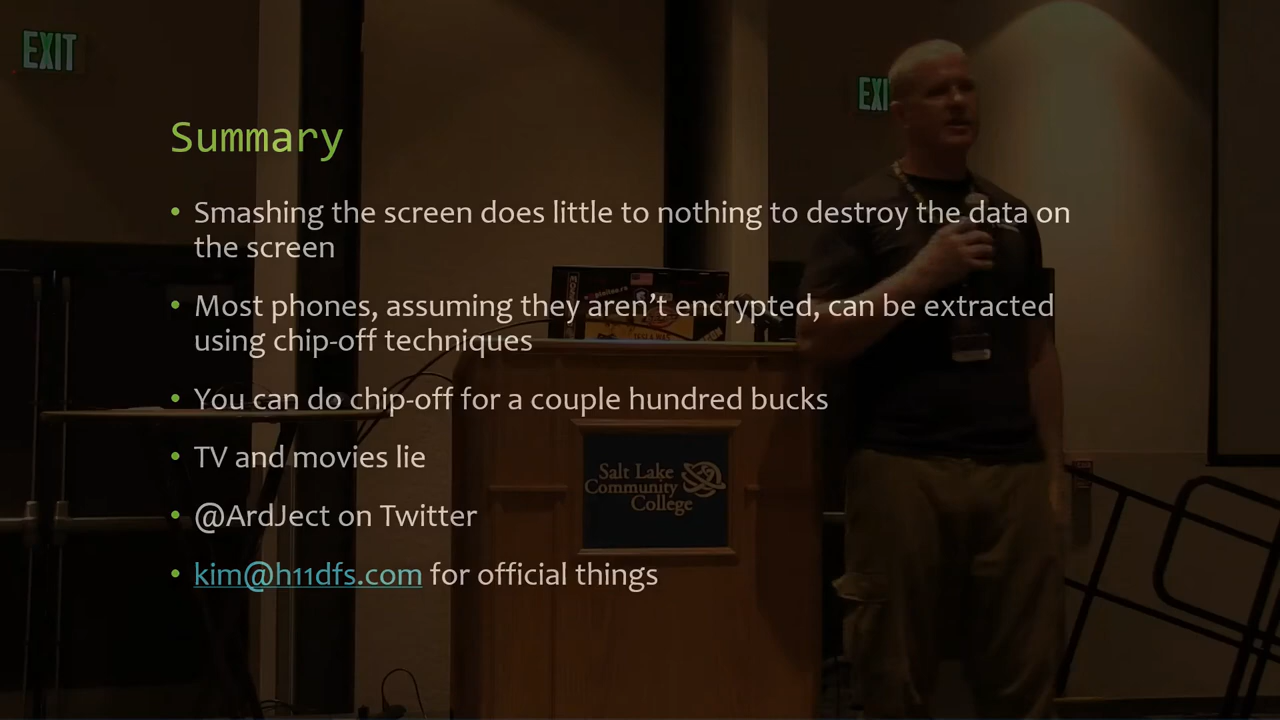 EXIT
EXI
Summary
• Smashing the screen does little to nothing to destroy the data on
the screen
• Most phones, assuming they aren’t encrypted, can be extracted
using chip-off techniques
• You can do chip-off for a couple hundred bucks
• TV and movies lie
• @ArdJect on Twitter
• kim@h11dfs.com for official things
Salt Lake
Community
College